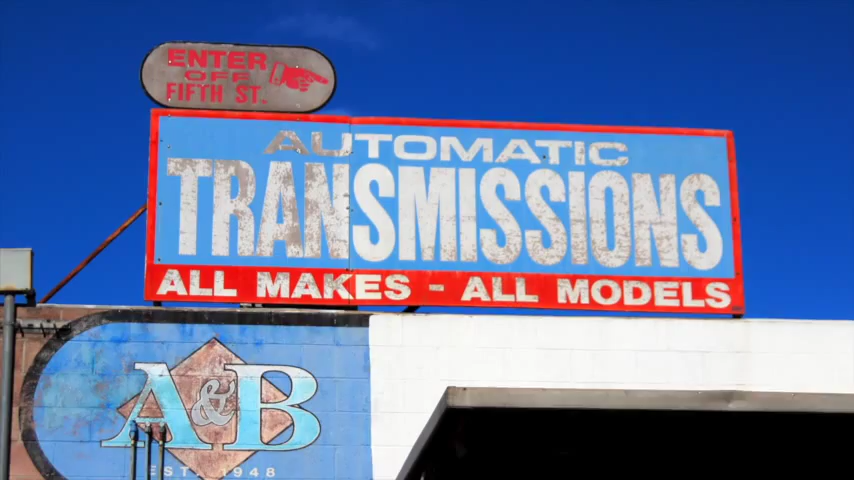 ENTER
OFF
FIFTH ST.
AUTOMATIC
TRANSMISSIONS
ALL MAKES - ALL MODELS
A&B
EST. 1948